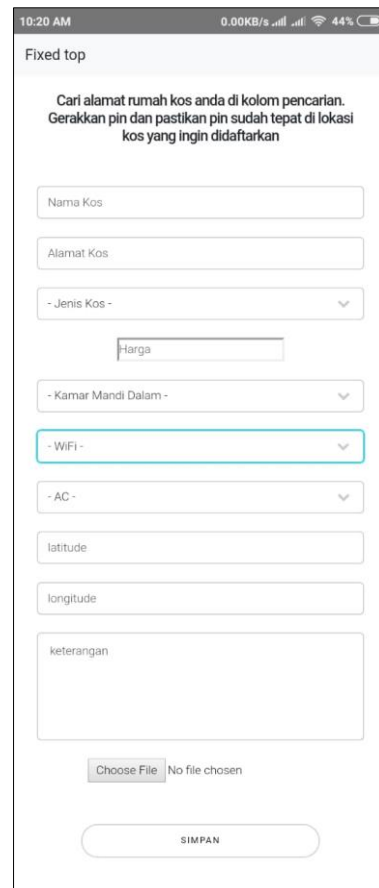 10:20 AM 0.00KB/s 44%
Fixed top
Cari alamat rumah kos anda di kolom pencarian.
Gerakkan pin dan pastikan pin sudah tepat di lokasi
kos yang ingin didaftarkan
Nama Kos
Alamat Kos
- Jenis Kos -
Harga
- Kamar Mandi Dalam -
- WiFi -
- AC -
latitude
longitude
keterangan
Choose File No file chosen
SIMPAN